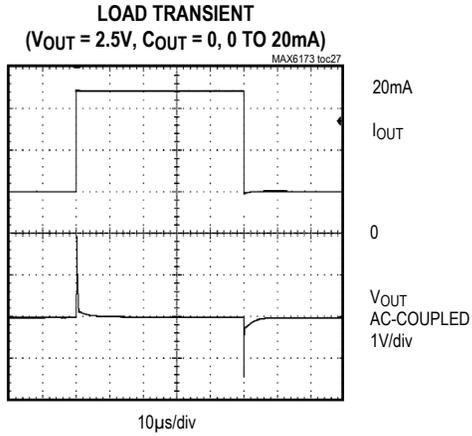 LOAD TRANSIENT
(VOUT = 2.5V, COUT = 0, 0 TO 20mA)
MAX6173 toc27
20mA
IOUT
0
VOUT
AC-COUPLED
1V/div
10μs/div